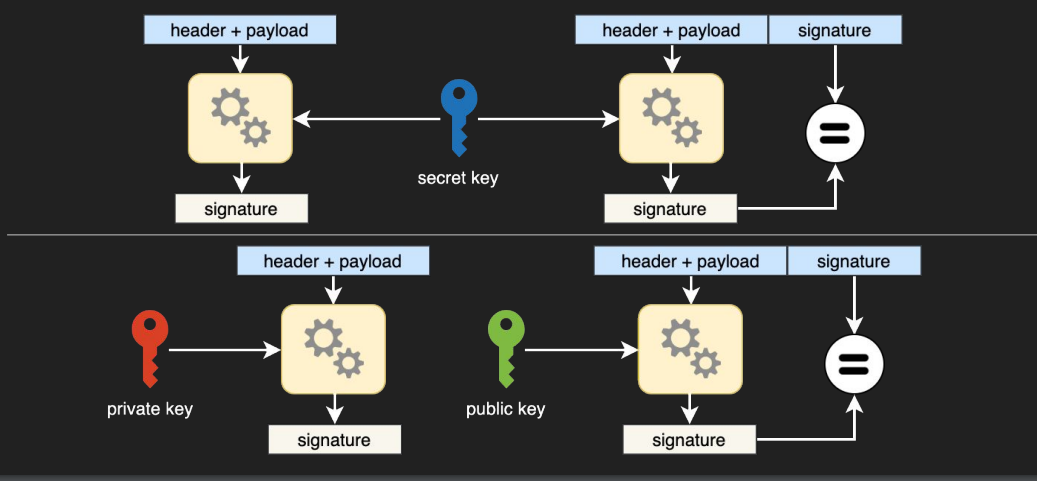 header + payload
header + payload
signature
secret key
signature
signature
header + payload
header + payload
signature
private key
public key
signature
signature